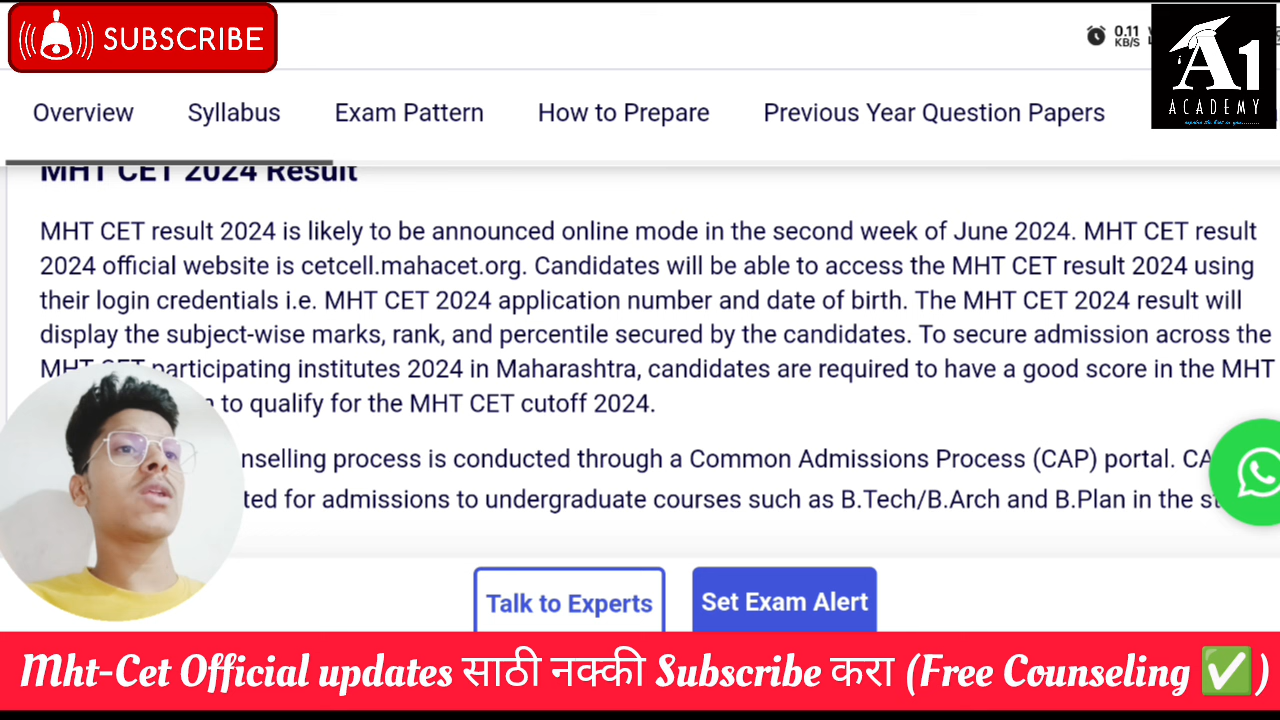 SUBSCRIBE
0.11
KB/S
A1
ACADEMY
Overview Syllabus Exam Pattern How to Prepare Previous Year Question Papers
MHT CET 2024 Result
MHT CET result 2024 is likely to be announced online mode in the second week of June 2024. MHT CET result
2024 official website is cetcell.mahacet.org. Candidates will be able to access the MHT CET result 2024 using
their login credentials i.e. MHT CET 2024 application number and date of birth. The MHT CET 2024 result will
display the subject-wise marks, rank, and percentile secured by the candidates. To secure admission across the
MHT CET participating institutes 2024 in Maharashtra, candidates are required to have a good score in the MHT
to qualify for the MHT CET cutoff 2024.
process is conducted through a Common Admissions Process (CAP) portal.
for admissions to undergraduate courses such as B.Tech/B.Arch and B.Plan in the
Talk to Experts Set Exam Alert
Mht-Cet Official updates साठी नक्की Subscribe करा (Free Counseling ✅)